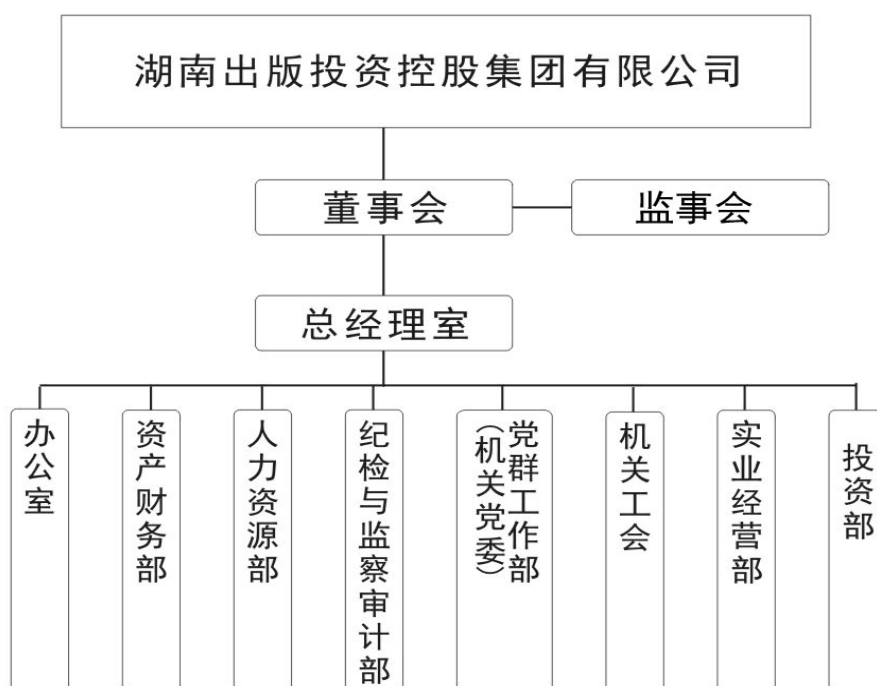 湖南出版投资控股集团有限公司
董事会
监事会
总经理室
办公室
资产财务部
人力资源部
纪检与监察审计部
党群工作部
（机关党委）
机关工会
实业经营部
投资部